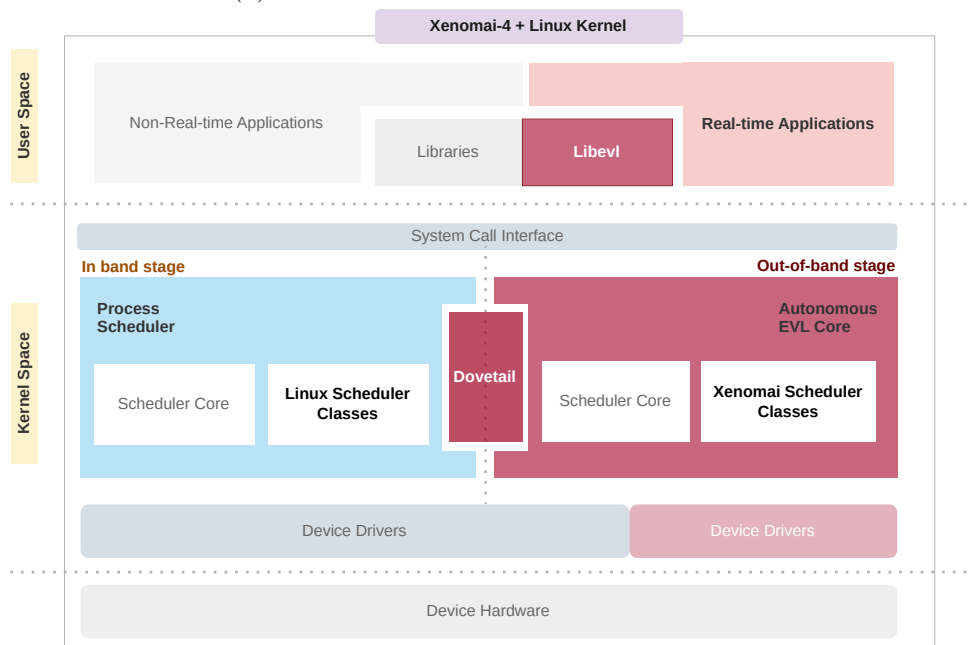 Xenomai-4 + Linux Kernel
User Space
Non-Real-time Applications
Libraries
Libevl
Real-time Applications
System Call Interface
In band stage
Out-of-band stage
Kernel Space
Process
Scheduler
Scheduler Core
Linux Scheduler
Classes
Dovetail
Autonomous
EVL Core
Scheduler Core
Xenomai Scheduler
Classes
Device Drivers
Device Drivers
Device Hardware